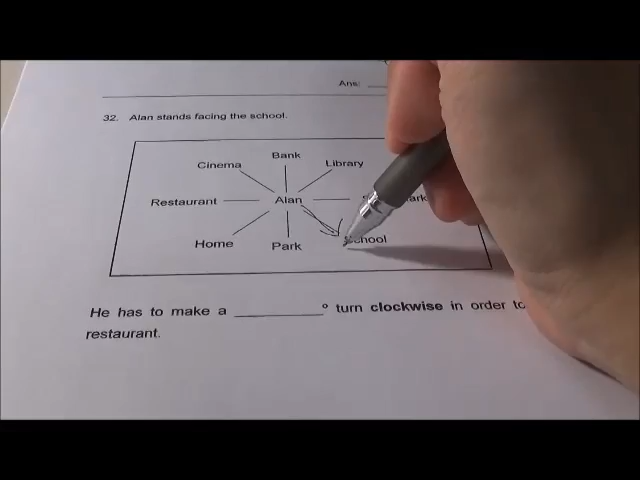 Ans:
32. Alan stands facing the school.
Cinema Bank Library
Restaurant Alan
Home Park School
He has to make a ____________ ° turn clockwise in order to
restaurant.